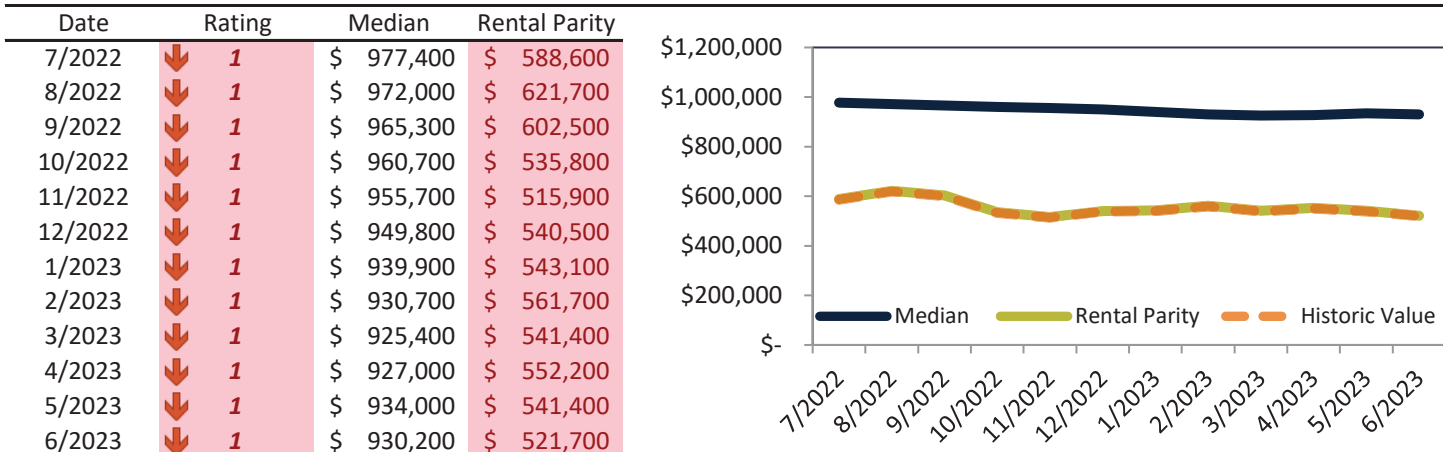 Date Rating Median Rental Parity
7/2022 1 $ 977,400 $ 588,600
8/2022 1 $ 972,000 $ 621,700
9/2022 1 $ 965,300 $ 602,500
10/2022 1 $ 960,700 $ 535,800
11/2022 1 $ 955,700 $ 515,900
12/2022 1 $ 949,800 $ 540,500
1/2023 1 $ 939,900 $ 543,100
2/2023 1 $ 930,700 $ 561,700
3/2023 1 $ 925,400 $ 541,400
4/2023 1 $ 927,000 $ 552,200
5/2023 1 $ 934,000 $ 541,400
6/2023 1 $ 930,200 $ 521,700
$1,200,000
$1,000,000
$800,000
$600,000
$400,000
$200,000
$-
Median Rental Parity Historic Value
7/2022
8/2022
9/2022
10/2022
11/2022
12/2022
1/2023
2/2023
3/2023
4/2023
5/2023
6/2023